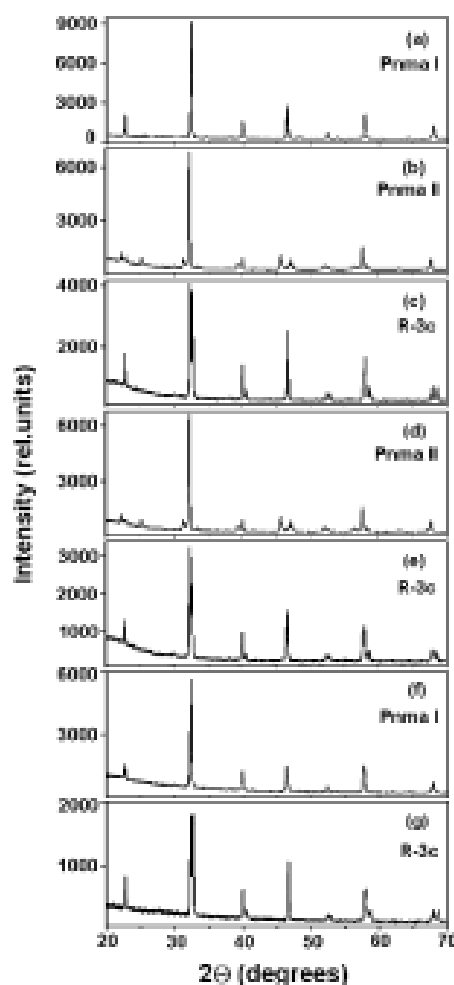 9000
6000
3000
0
(a)
Pnma I
6000
3000
(b)
Pnma II
4000
2000
(c)
R-3c
6000
3000
(d)
Pnma II
3000
2000
1000
(e)
R-3c
6000
3000
(f)
Pnma I
2000
1000
(g)
R-3c
20 30 40 50 60 70
2Θ (degrees)
Intensity (rel.units)